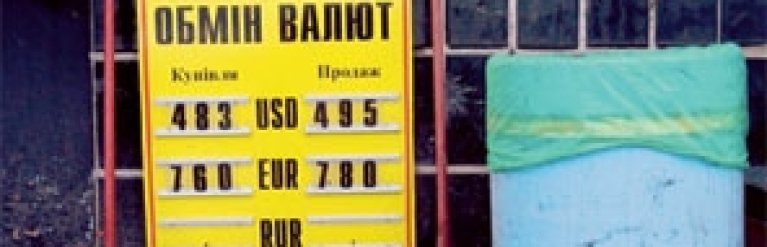 ОБМІН ВАЛЮТ
Купівля Продаж
483 USD 495
760 EUR 780
RUR